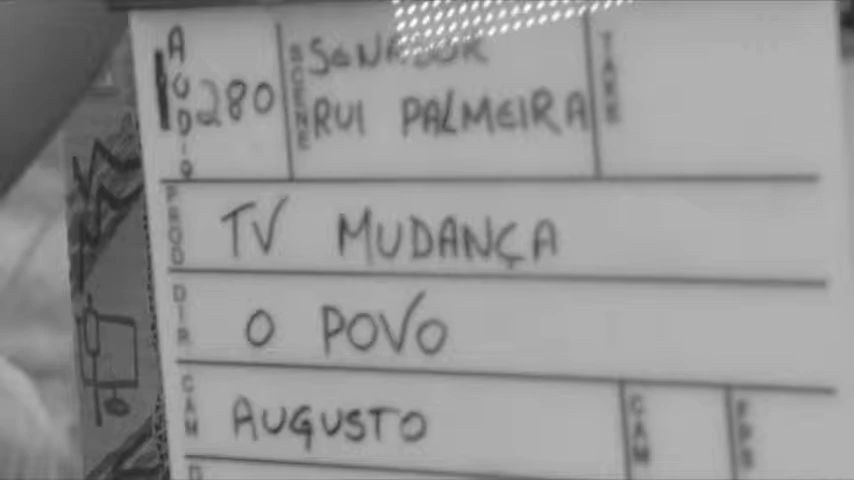 AUDIO 280 SCENE SENADOR TAKE
RUI PALMEIRA
PROD TV MUDANÇA
DIR O POVO
CAM AUGUSTO CAM FPS